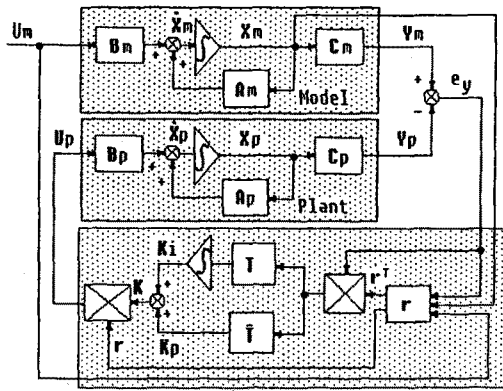 Um
Bm
Ẋm
Xm
Cm
Ym
+
+
+
Am
Model
ey
−
Up
Bp
Ẋp
Xp
Cp
Yp
+
+
Ap
Plant
Ki
T
r^T
r
K
+
+
T̄
Kp
r